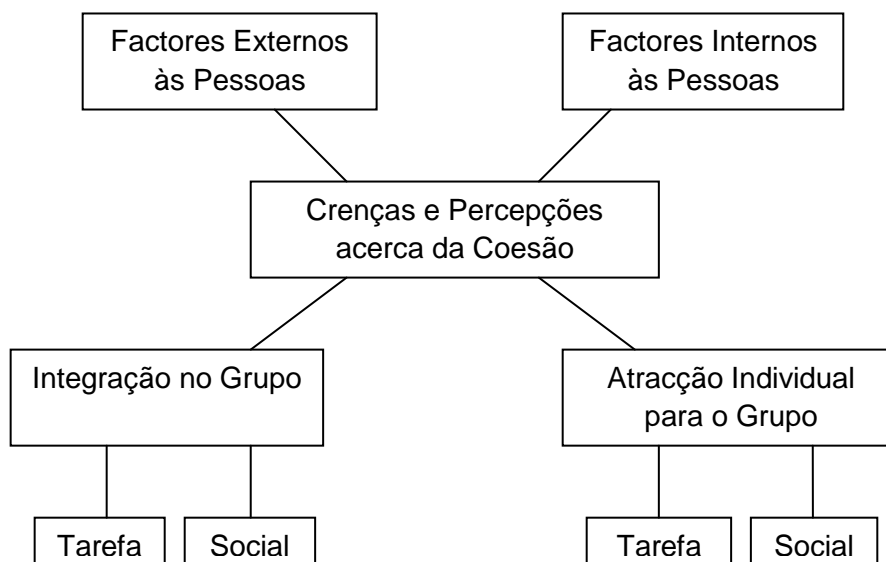 Factores Externos
às Pessoas
Factores Internos
às Pessoas
Crenças e Percepções
acerca da Coesão
Integração no Grupo
Atracção Individual
para o Grupo
Tarefa
Social
Tarefa
Social